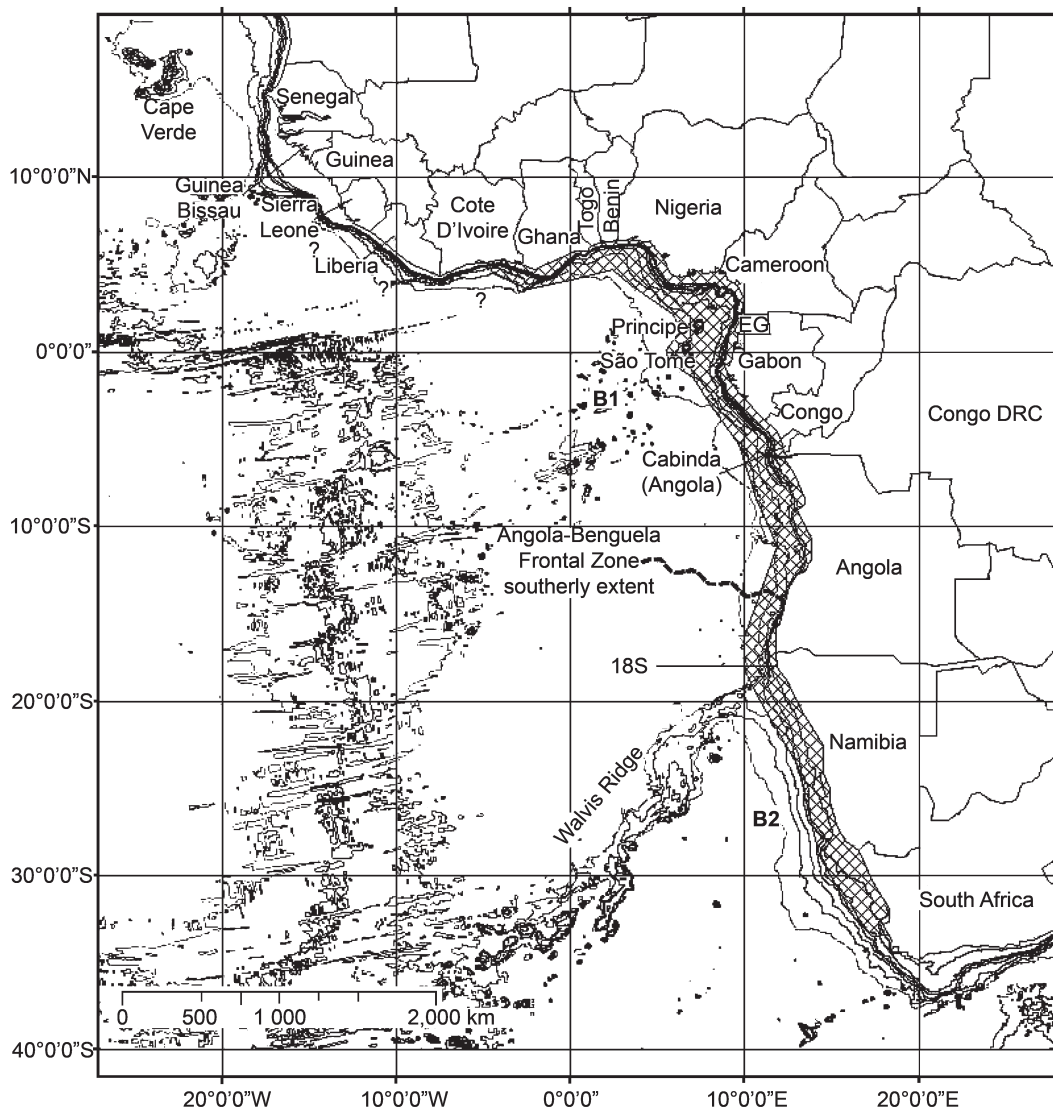 Cape
Verde
Senegal
Guinea
10°0'0"N
Guinea
Bissau
Sierra
Leone
?
Liberia
?
Cote
D'Ivoire
?
Ghana
Togo
Benin
Nigeria
Cameroon
Principe
EG
0°0'0"
São Tomé
Gabon
B1
Congo
Congo DRC
Cabinda
(Angola)
10°0'0"S
Angola-Benguela
Frontal Zone
southerly extent
Angola
18S
20°0'0"S
Namibia
Walvis Ridge
B2
30°0'0"S
South Africa
0 500 1 000 2,000 km
40°0'0"S
20°0'0"W 10°0'0"W 0°0'0" 10°0'0"E 20°0'0"E